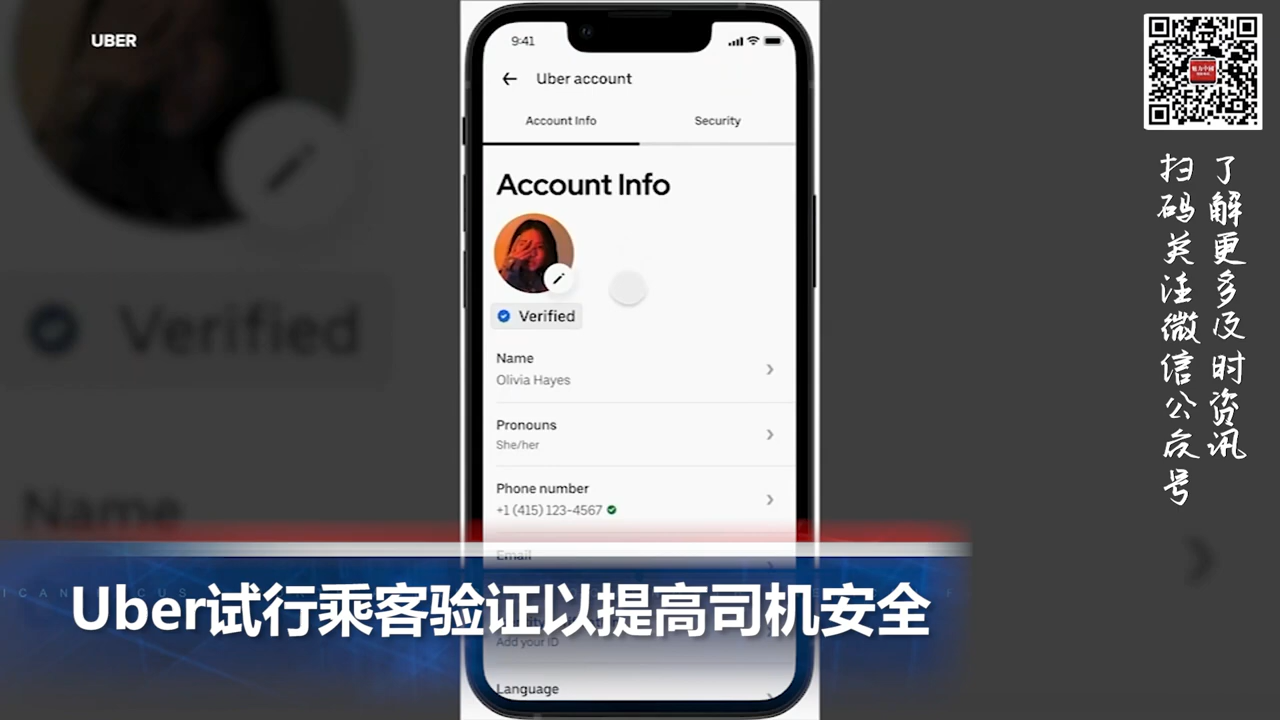 UBER
9:41
Uber account
Account Info
Security
Account Info
Verified
Verified
Name
Olivia Hayes
Pronouns
She/her
Name
Phone number
+1 (415) 123-4567
Email
Uber试行乘客验证以提高司机安全
Add your ID
Language
了解更多及时资讯
扫码关注微信公众号